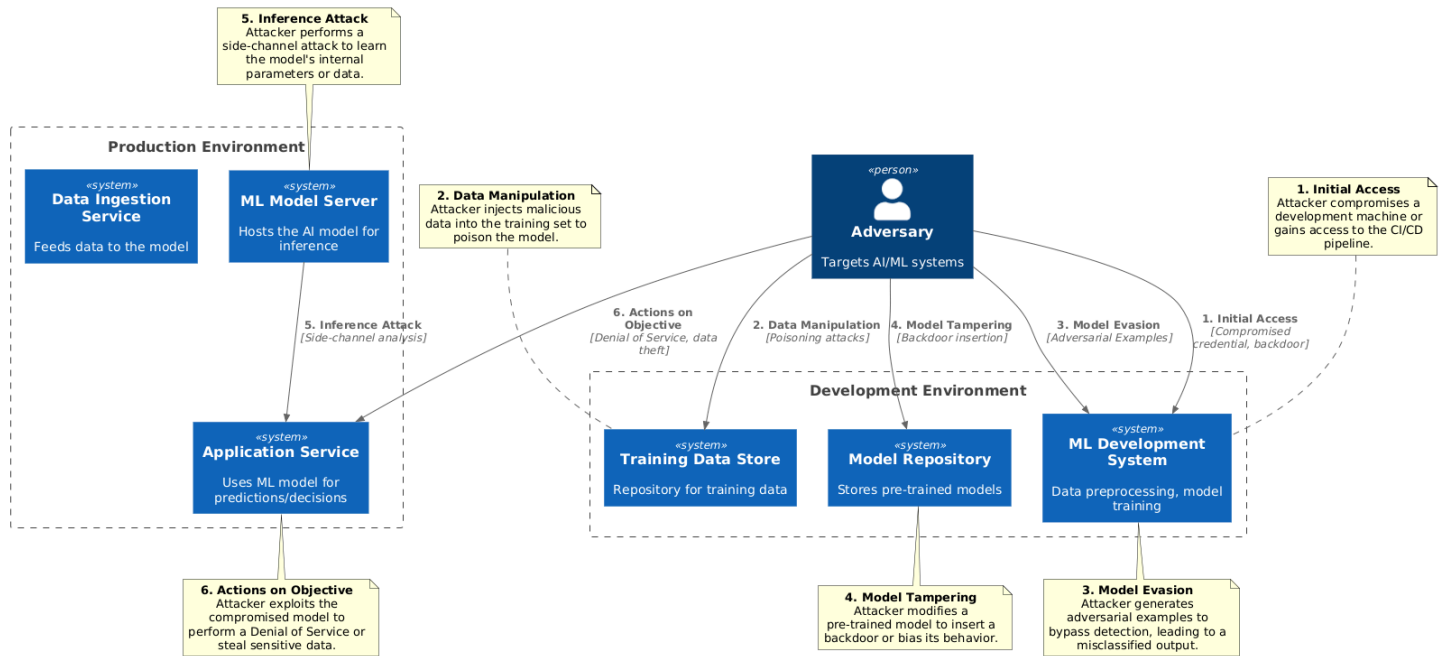 5. Inference Attack
Attacker performs a
side-channel attack to learn
the model's internal
parameters or data.
Production Environment
«system»
Data Ingestion
Service
Feeds data to the model
«system»
ML Model Server
Hosts the AI model for
inference
2. Data Manipulation
Attacker injects malicious
data into the training set to
poison the model.
«person»
Adversary
Targets AI/ML systems
1. Initial Access
Attacker compromises a
development machine or
gains access to the CI/CD
pipeline.
5. Inference Attack
[Side-channel analysis]
6. Actions on
Objective
[Denial of Service, data
theft]
2. Data Manipulation
[Poisoning attacks]
4. Model Tampering
[Backdoor insertion]
3. Model Evasion
[Adversarial Examples]
1. Initial Access
[Compromised
credential, backdoor]
Development Environment
«system»
Application Service
Uses ML model for
predictions/decisions
«system»
Training Data Store
Repository for training data
«system»
Model Repository
Stores pre-trained models
«system»
ML Development
System
Data preprocessing, model
training
6. Actions on Objective
Attacker exploits the
compromised model to
perform a Denial of Service or
steal sensitive data.
4. Model Tampering
Attacker modifies a
pre-trained model to insert a
backdoor or bias its behavior.
3. Model Evasion
Attacker generates
adversarial examples to
bypass detection, leading to a
misclassified output.